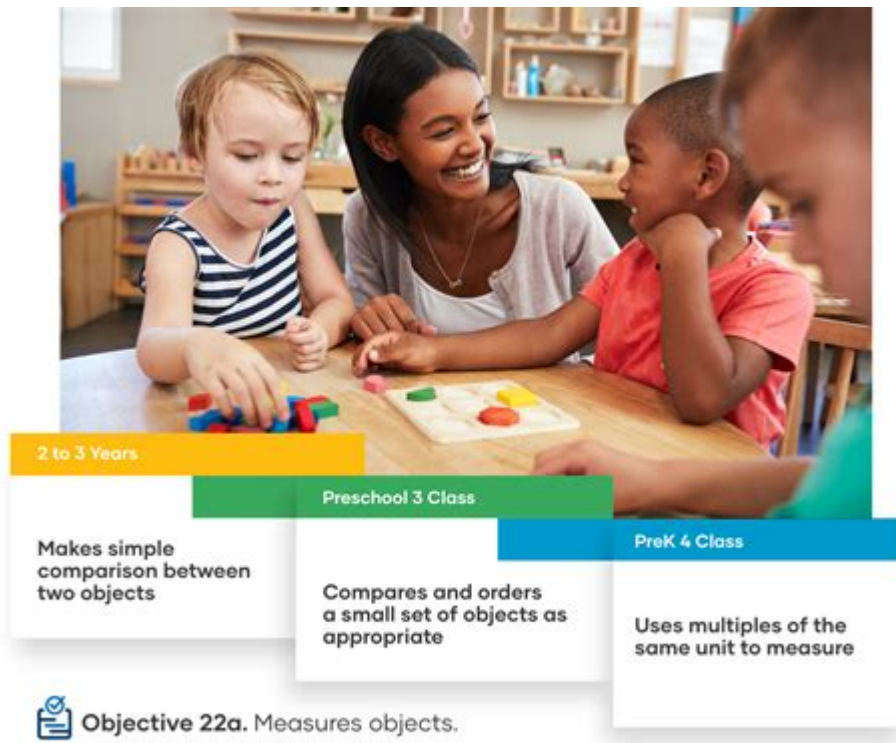 2 to 3 Years
Makes simple
comparison between
two objects
Preschool 3 Class
Compares and orders
a small set of objects as
appropriate
PreK 4 Class
Uses multiples of the
same unit to measure
Objective 22a. Measures objects.